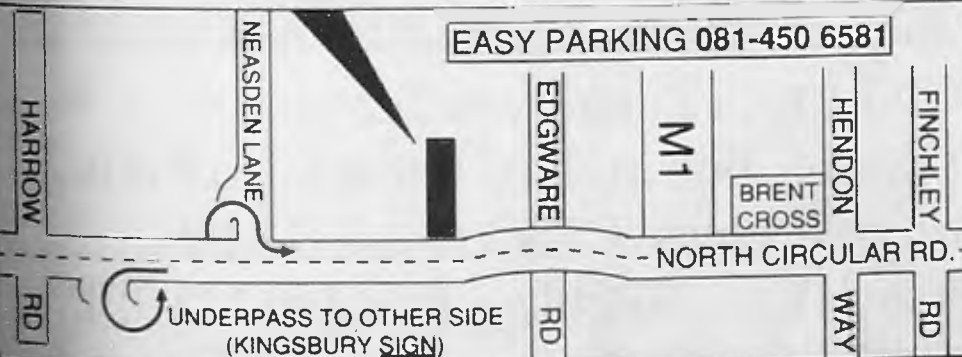 EASY PARKING 081-450 6581
HARROW
RD
NEASDEN LANE
EDGWARE
RD
M1
BRENT
CROSS
HENDON
WAY
FINCHLEY
RD
NORTH CIRCULAR RD.
UNDERPASS TO OTHER SIDE
(KINGSBURY SIGN)